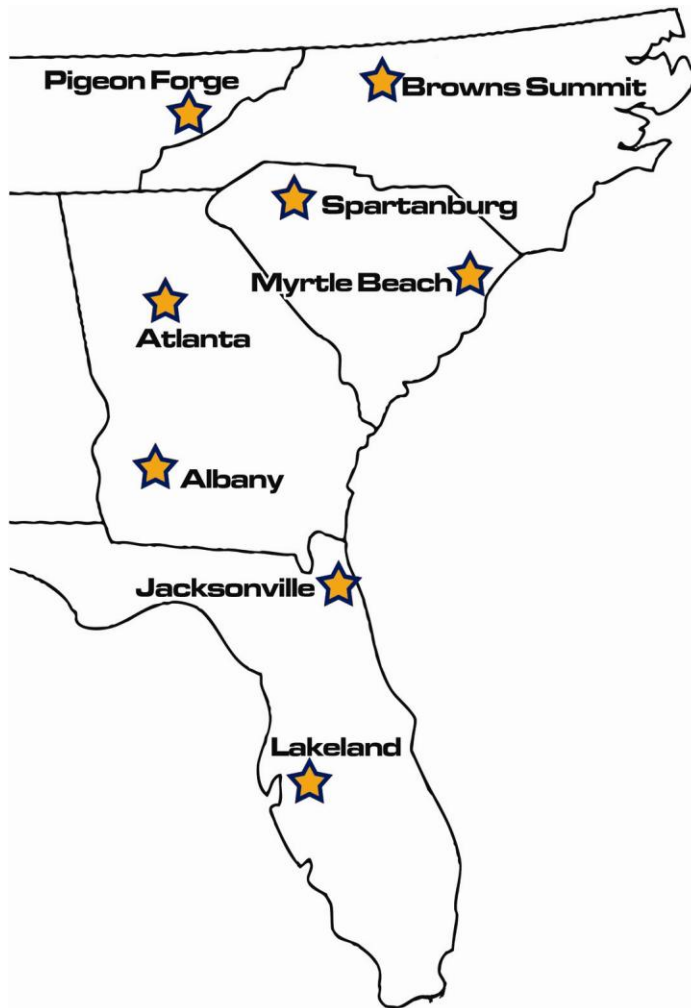 Pigeon Forge
Browns Summit
Spartanburg
Myrtle Beach
Atlanta
Albany
Jacksonville
Lakeland